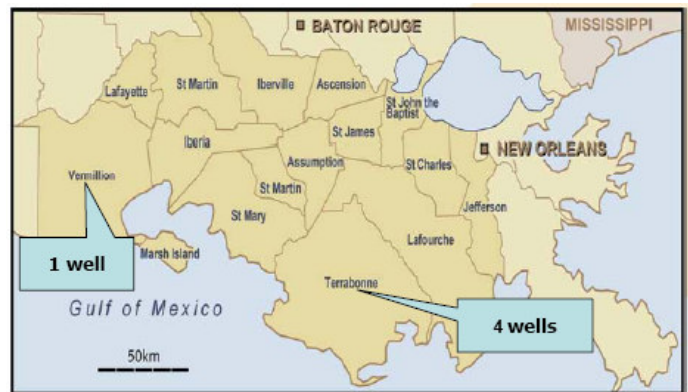 BATON ROUGE
MISSISSIPPI
Lafayette
St Martin
Iberville
Ascension
St John the
Baptist
St James
Iberia
NEW ORLEANS
Assumption
St Charles
Vermillion
St Martin
St Mary
Jefferson
Lafourche
1 well
Marsh Island
Terrabonne
Gulf of Mexico
4 wells
50km